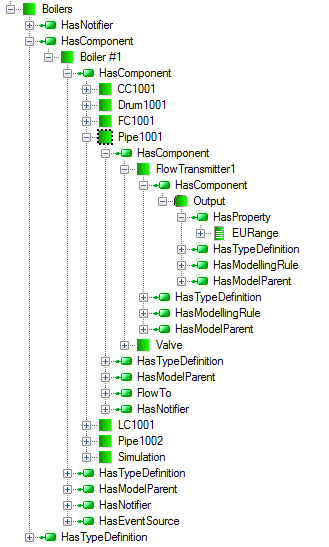 Boilers
HasNotifier
HasComponent
Boiler #1
HasComponent
CC1001
Drum1001
FC1001
Pipe1001
HasComponent
FlowTransmitter1
HasComponent
Output
HasProperty
EURange
HasTypeDefinition
HasModellingRule
HasModelParent
HasTypeDefinition
HasModellingRule
HasModelParent
Valve
HasTypeDefinition
HasModelParent
FlowTo
HasNotifier
LC1001
Pipe1002
Simulation
HasTypeDefinition
HasModelParent
HasNotifier
HasEventSource
HasTypeDefinition